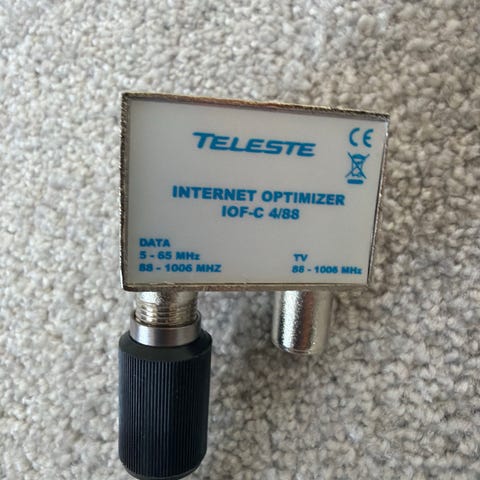 TELESTE
CE
INTERNET OPTIMIZER
IOF-C 4/88
DATA
5 - 65 MHz
88 - 1006 MHZ
TV
88 - 1006 MHz